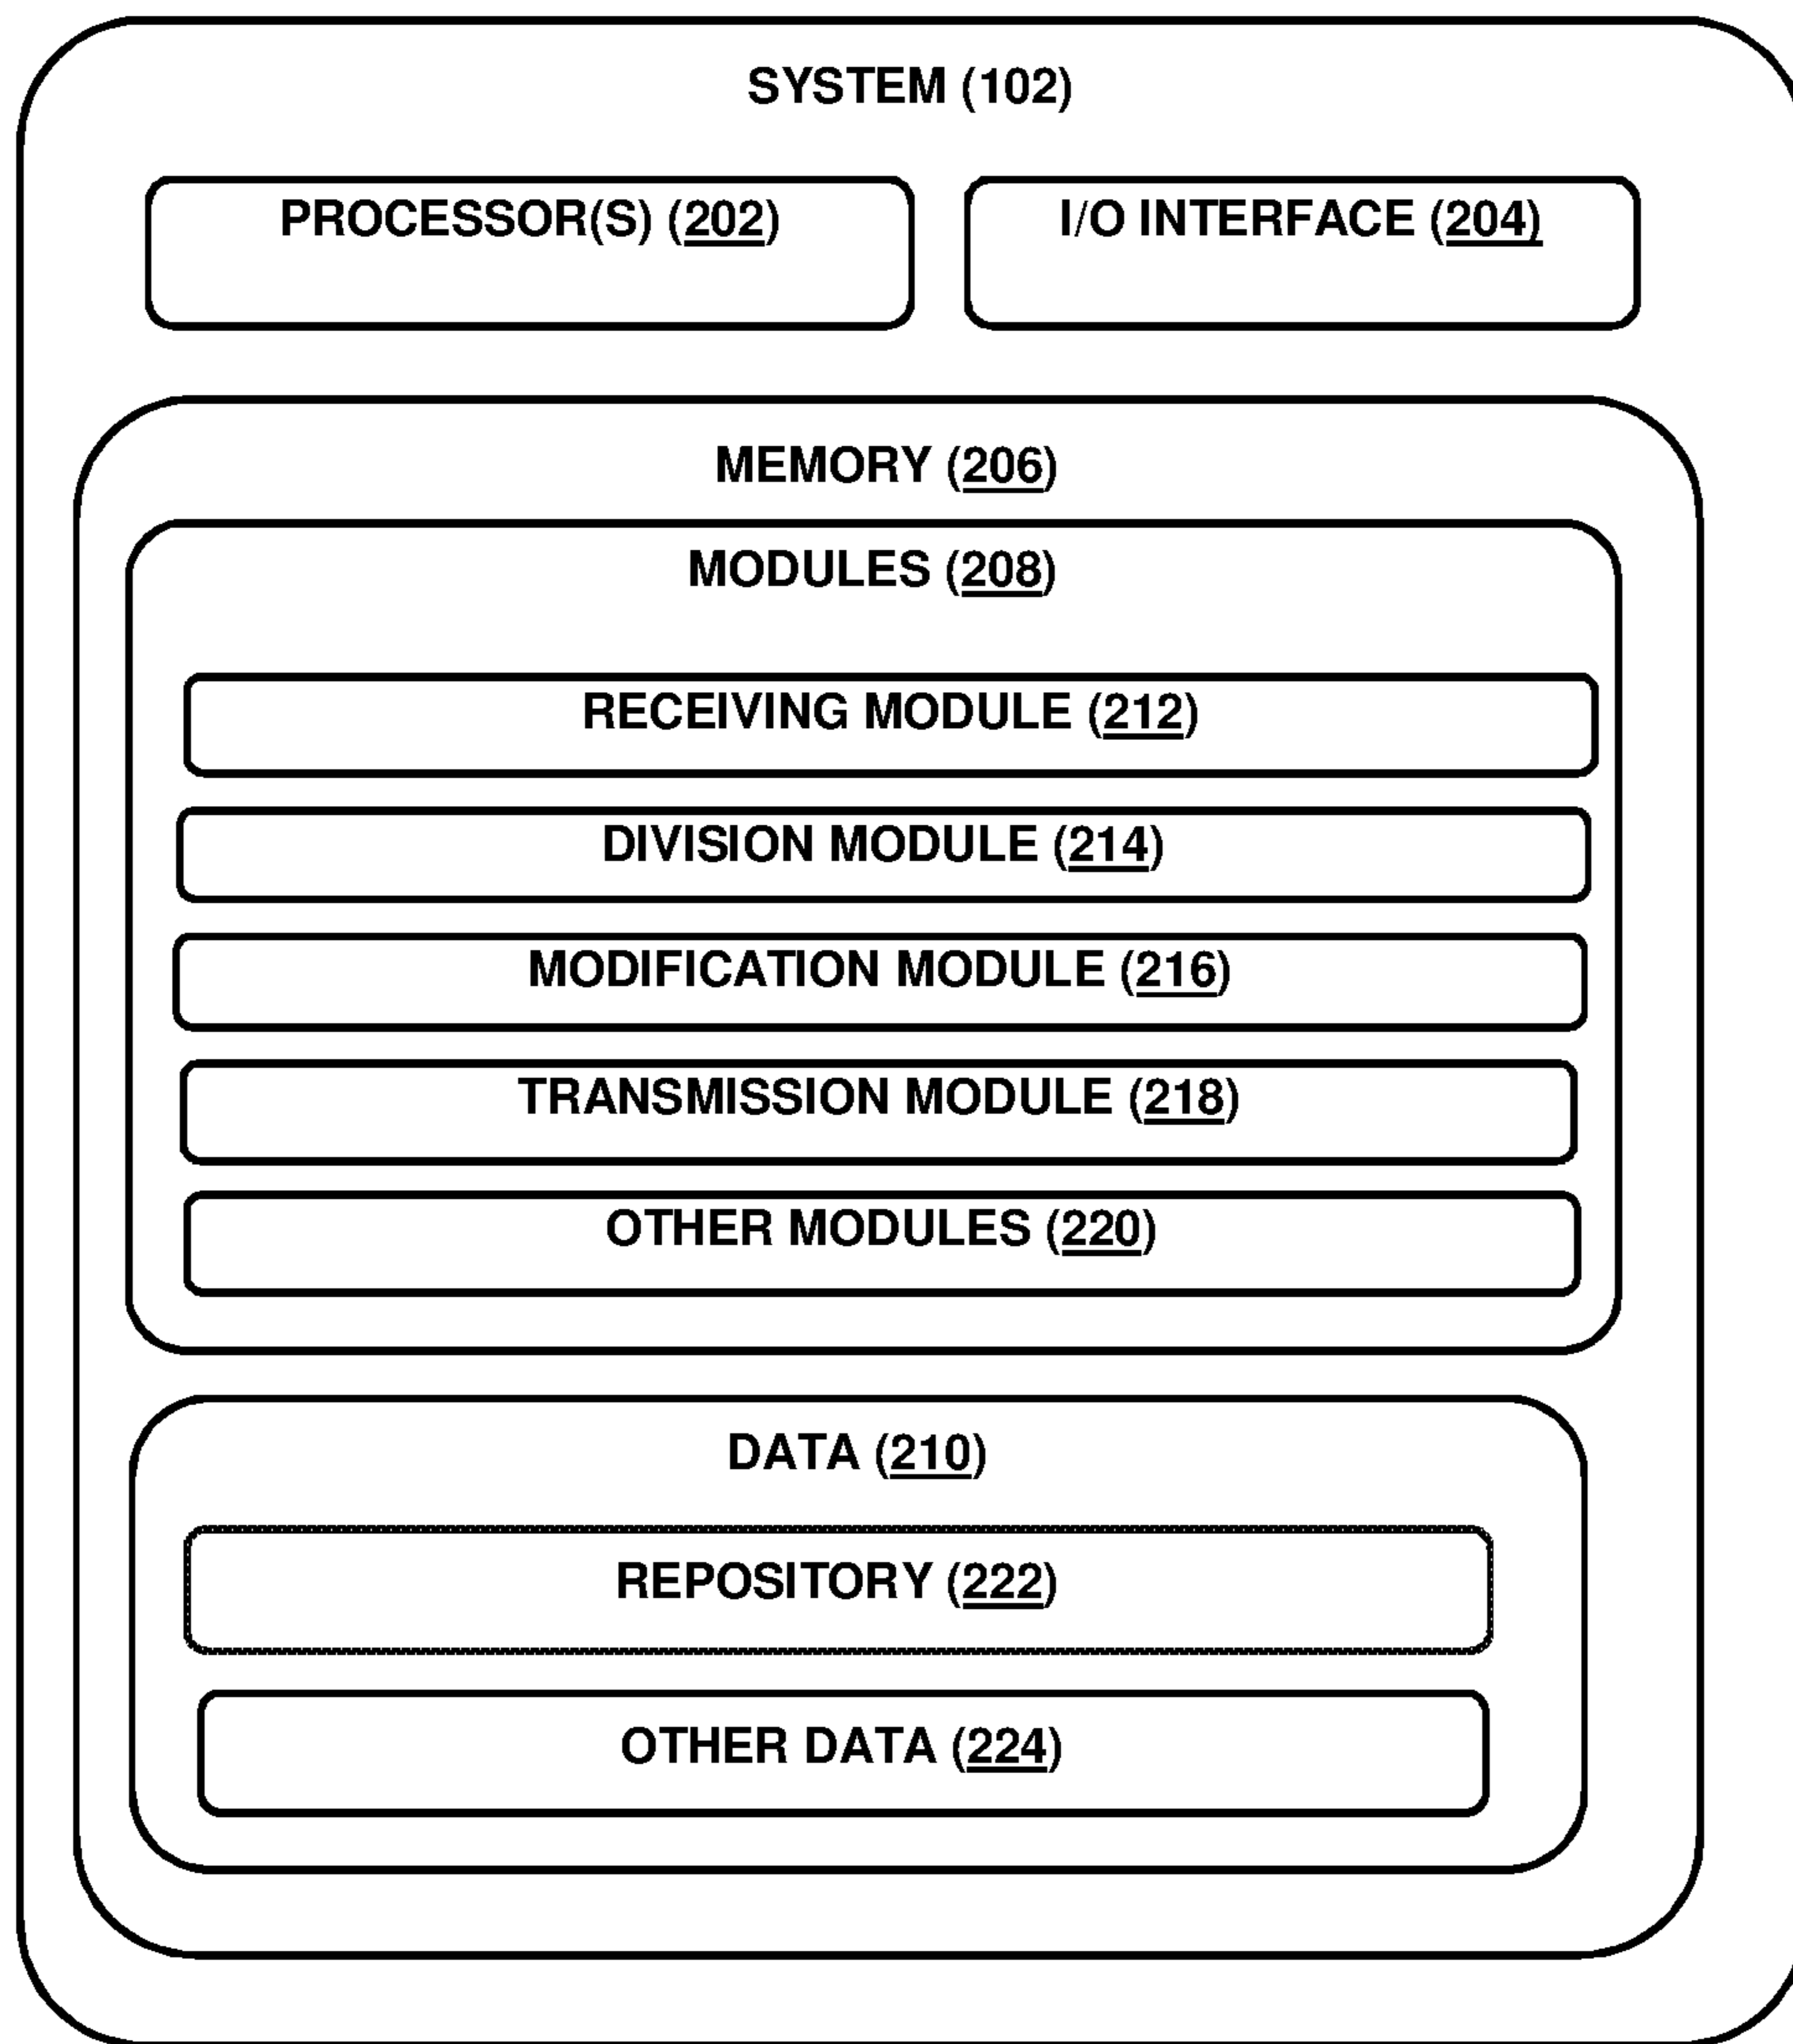 SYSTEM (102)
PROCESSOR(S) (202)
I/O INTERFACE (204)
MEMORY (206)
MODULES (208)
RECEIVING MODULE (212)
DIVISION MODULE (214)
MODIFICATION MODULE (216)
TRANSMISSION MODULE (218)
OTHER MODULES (220)
DATA (210)
REPOSITORY (222)
OTHER DATA (224)